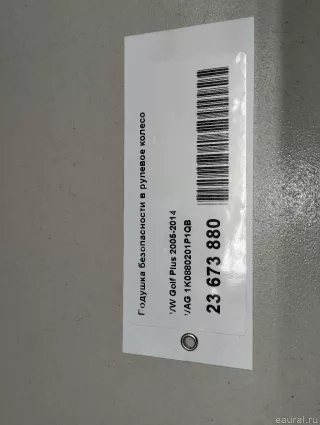 Подушка безопасности в рулевое колесо
VW Golf Plus 2005-2014
VAG 1K0880201P1QB
23 673 880
eaural.ru